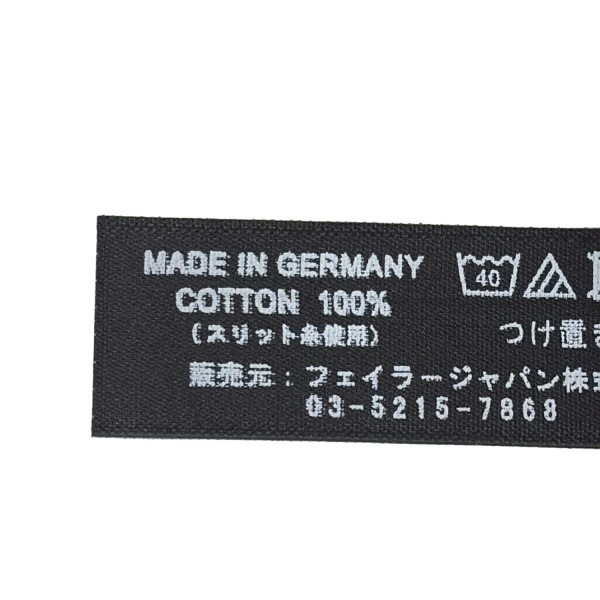 MADE IN GERMANY
COTTON 100%
(スリット糸使用)
販売元：フェイラージャパン株式
03-5215-7868
40
つけ置き